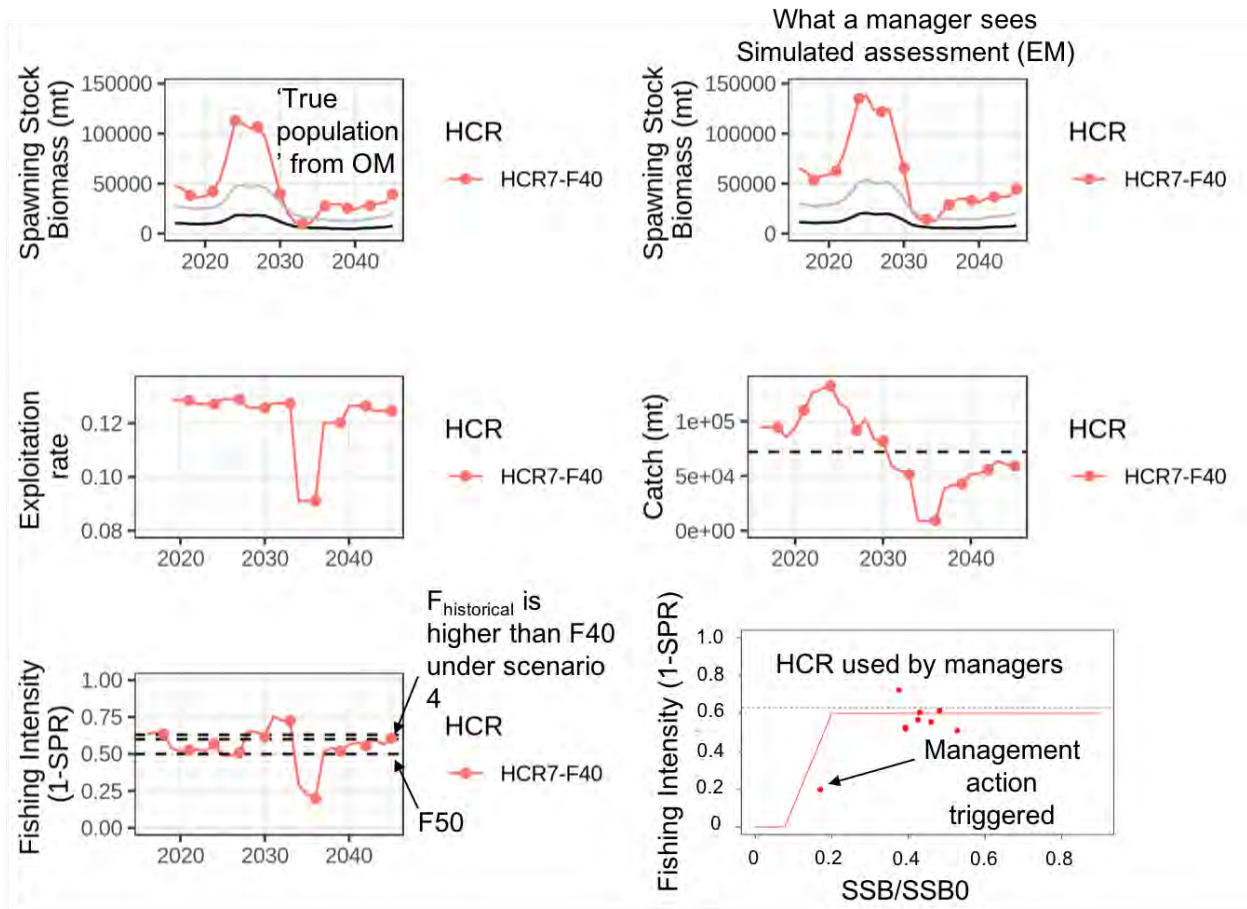 What a manager sees
Simulated assessment (EM)
Spawning Stock
Biomass (mt)
150000
100000
50000
0
‘True
population
’ from OM
2020
2030
2040
HCR
HCR7-F40
Spawning Stock
Biomass (mt)
150000
100000
50000
0
2020
2030
2040
HCR
HCR7-F40
Exploitation
rate
0.12
0.10
0.08
2020
2030
2040
HCR
HCR7-F40
Catch (mt)
1e+05
5e+04
0e+00
2020
2030
2040
HCR
HCR7-F40
Fhistorical is
higher than F40
under scenario
4
Fishing Intensity
(1-SPR)
1.00
0.75
0.50
0.25
0.00
2020
2030
2040
HCR
HCR7-F40
F50
Fishing Intensity (1-SPR)
1.0
0.8
0.6
0.4
0.2
0
HCR used by managers
Management
action
triggered
0
0.2
0.4
0.6
0.8
SSB/SSB0